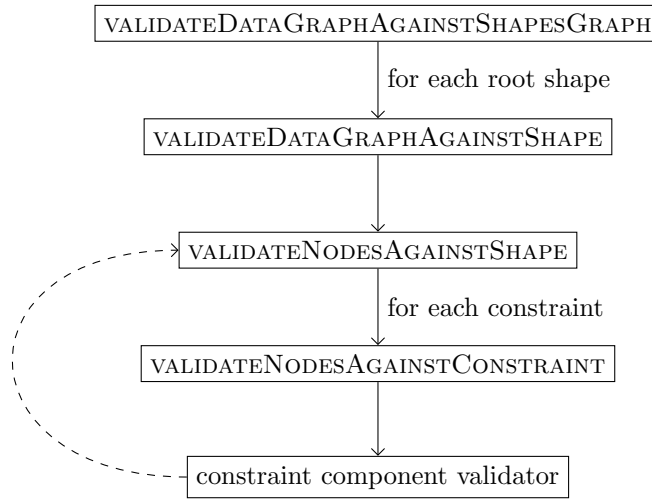 validateDataGraphAgainstShapesGraph
for each root shape
validateDataGraphAgainstShape
validateNodesAgainstShape
for each constraint
validateNodesAgainstConstraint
constraint component validator